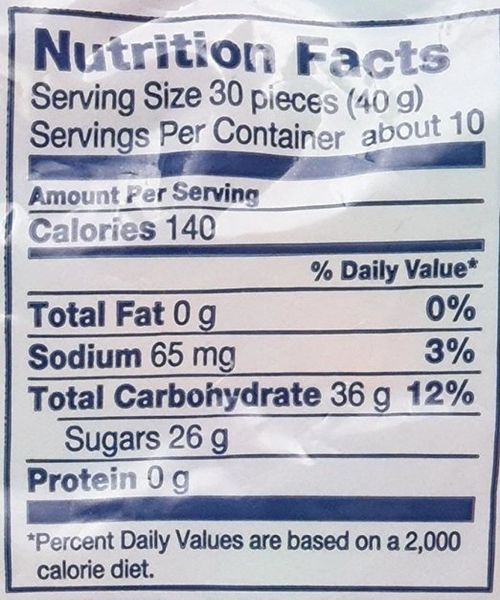 Nutrition Facts
Serving Size 30 pieces (40 g)
Servings Per Container about 10
Amount Per Serving
Calories 140
% Daily Value*
Total Fat 0 g 0%
Sodium 65 mg 3%
Total Carbohydrate 36 g 12%
Sugars 26 g
Protein 0 g
*Percent Daily Values are based on a 2,000
calorie diet.